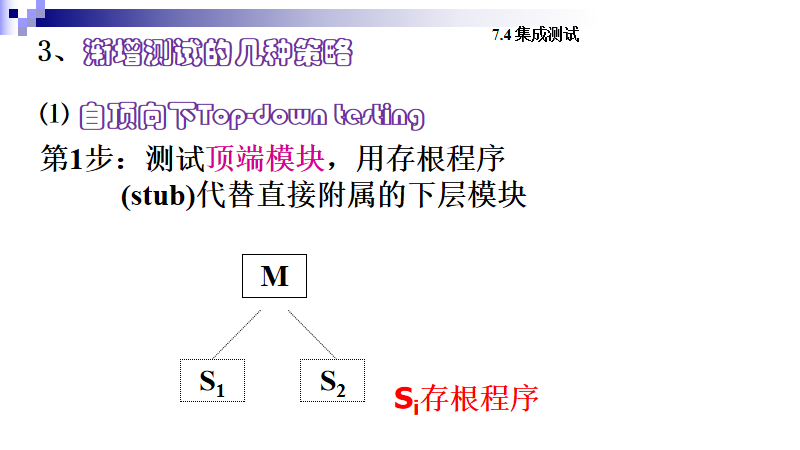 7.4 集成测试
3、渐增测试的几种策略
⑴ 自顶向下Top-down testing
第1步：测试顶端模块，用存根程序
(stub)代替直接附属的下层模块
M
S₁ S₂
Sᵢ存根程序